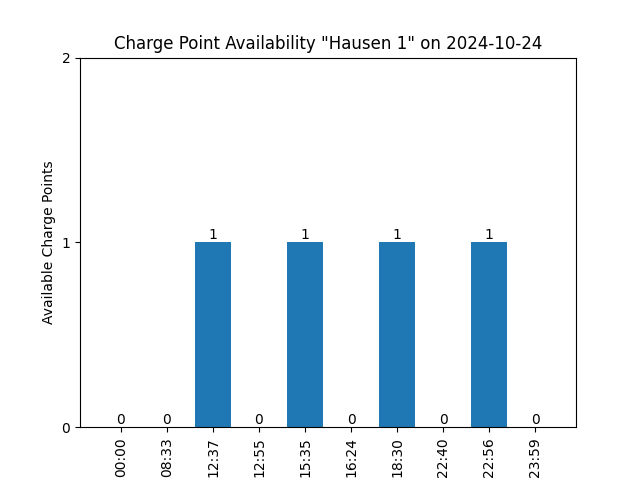 Charge Point Availability "Hausen 1" on 2024-10-24
Available Charge Points
2
1
0
0 0 1 0 1 0 1 0 1 0
00:00 08:33 12:37 12:55 15:35 16:24 18:30 22:40 22:56 23:59